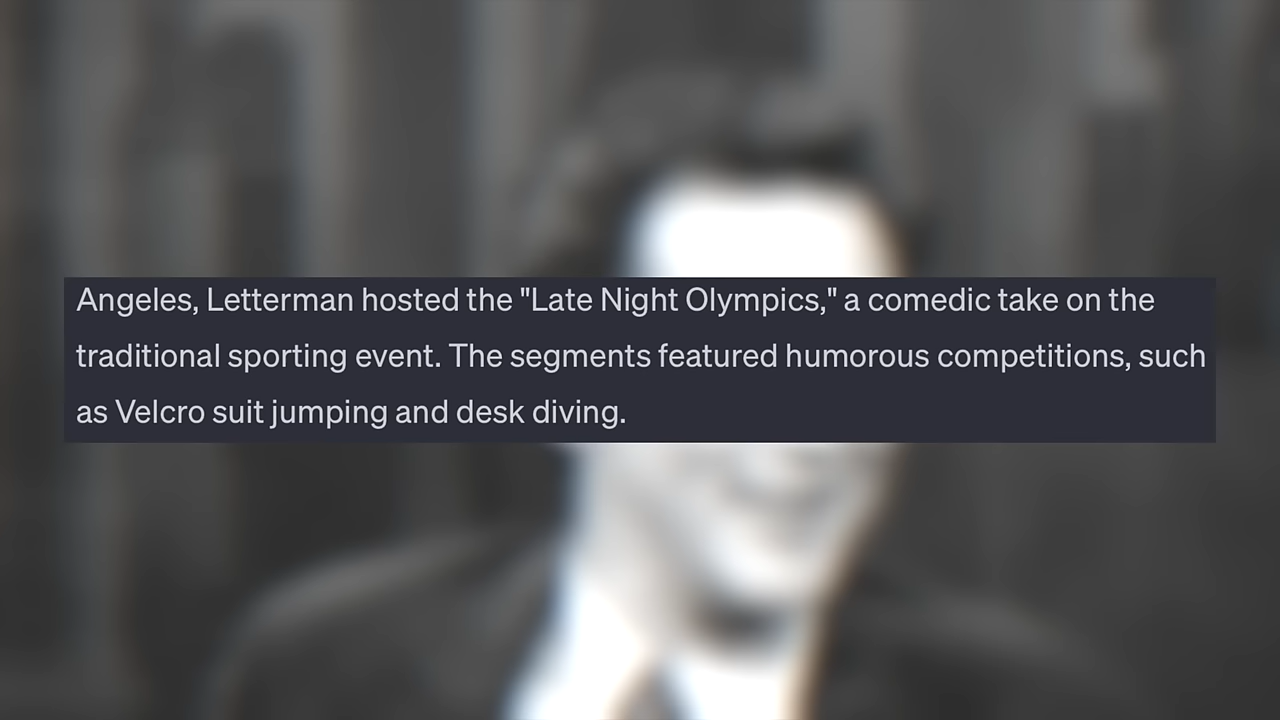 Angeles, Letterman hosted the "Late Night Olympics," a comedic take on the
traditional sporting event. The segments featured humorous competitions, such
as Velcro suit jumping and desk diving.